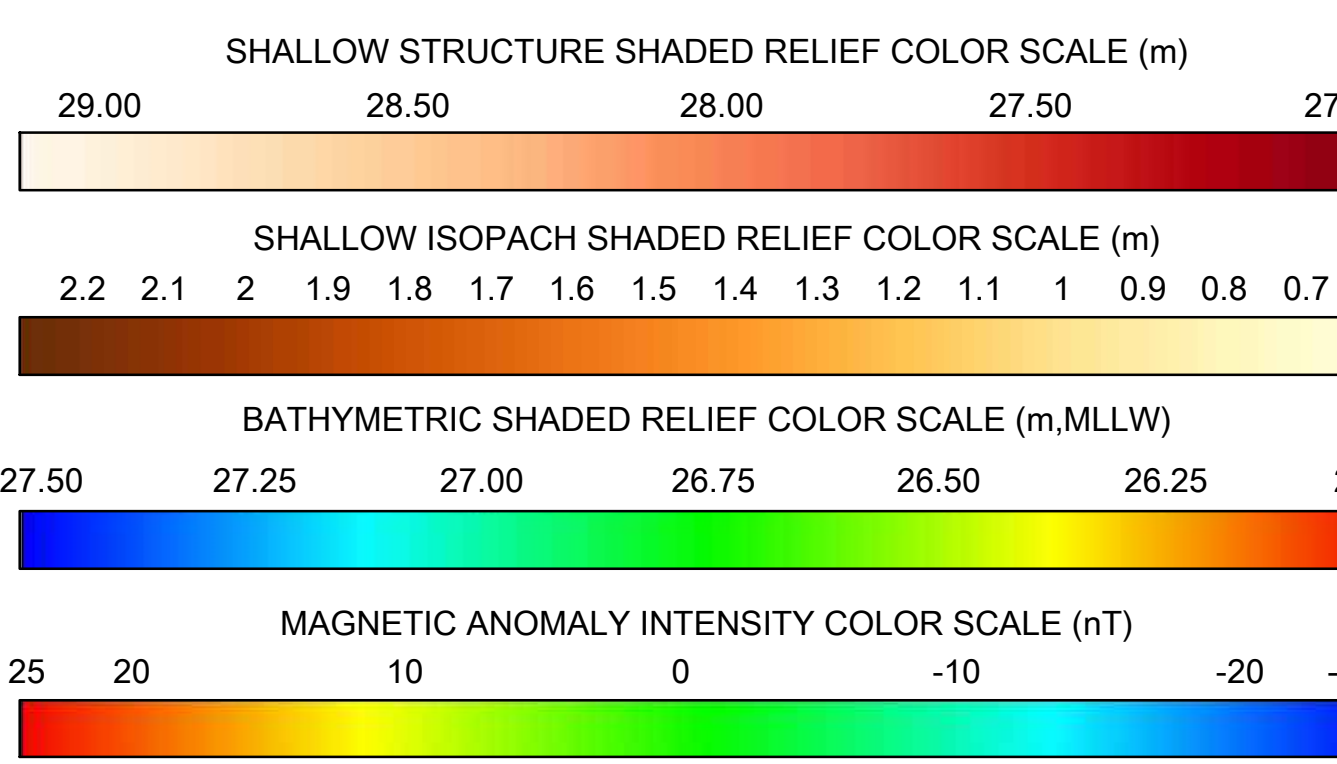 SHALLOW STRUCTURE SHADED RELIEF COLOR SCALE (m)
29.00 28.50 28.00 27.50 27
SHALLOW ISOPACH SHADED RELIEF COLOR SCALE (m)
2.2 2.1 2 1.9 1.8 1.7 1.6 1.5 1.4 1.3 1.2 1.1 1 0.9 0.8 0.7
BATHYMETRIC SHADED RELIEF COLOR SCALE (m,MLLW)
27.50 27.25 27.00 26.75 26.50 26.25
MAGNETIC ANOMALY INTENSITY COLOR SCALE (nT)
25 20 10 0 -10 -20